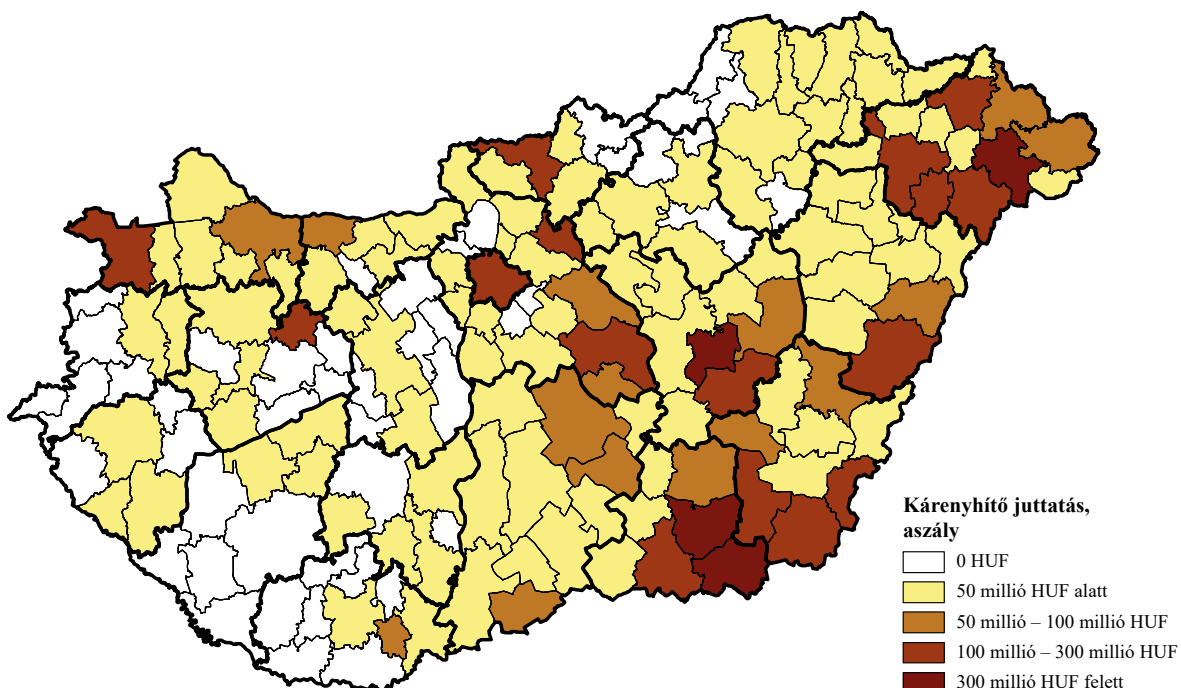 Kárenyhítő juttatás,
aszály
0 HUF
50 millió HUF alatt
50 millió – 100 millió HUF
100 millió – 300 millió HUF
300 millió HUF felett